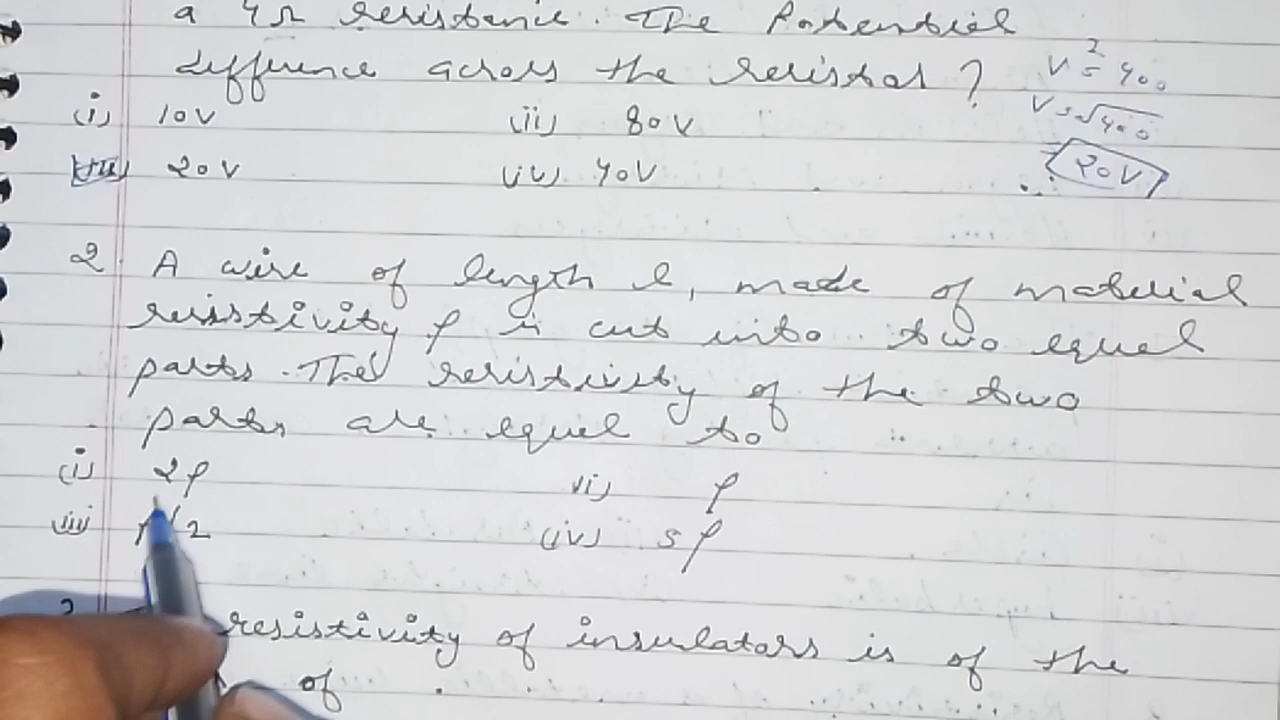 a 4Ω resistance. The Potential
difference across the resistor?
V² = 400
V = √400
(i) 10V (ii) 80V
(iii) 20V (iv) 40V
= 20V
2. A wire of length l, made of material
resistivity ρ is cut into two equal
parts. The resistivity of the two
parts are equal to
(i) 2ρ (ii) ρ
(iii) ρ/2 (iv) 5ρ
3
resistivity of insulators is of the
of